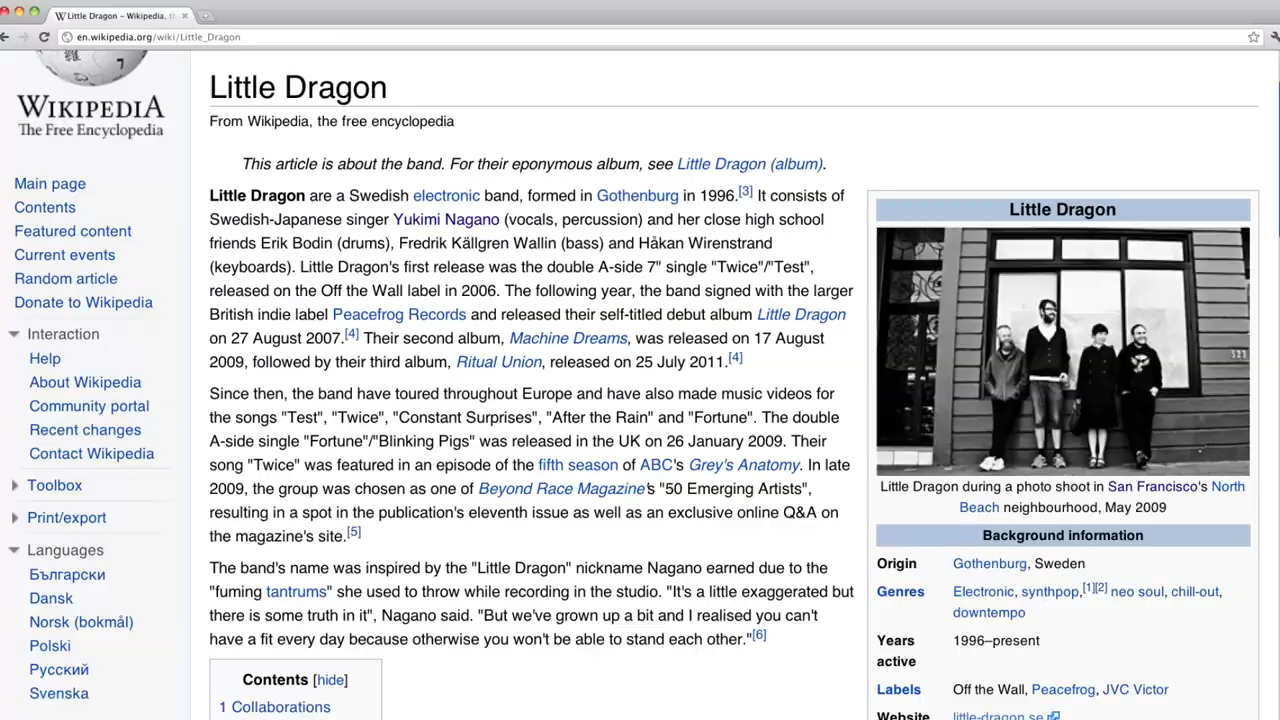 Little Dragon – Wikipedia, th
en.wikipedia.org/wiki/Little_Dragon
WIKIPEDIA
The Free Encyclopedia
Main page
Contents
Featured content
Current events
Random article
Donate to Wikipedia
Interaction
Help
About Wikipedia
Community portal
Recent changes
Contact Wikipedia
Toolbox
Print/export
Languages
Български
Dansk
Norsk (bokmål)
Polski
Русский
Svenska
Little Dragon
From Wikipedia, the free encyclopedia
This article is about the band. For their eponymous album, see Little Dragon (album).
Little Dragon are a Swedish electronic band, formed in Gothenburg in 1996.[3] It consists of
Swedish-Japanese singer Yukimi Nagano (vocals, percussion) and her close high school
friends Erik Bodin (drums), Fredrik Källgren Wallin (bass) and Håkan Wirenstrand
(keyboards). Little Dragon's first release was the double A-side 7" single "Twice"/"Test",
released on the Off the Wall label in 2006. The following year, the band signed with the larger
British indie label Peacefrog Records and released their self-titled debut album Little Dragon
on 27 August 2007.[4] Their second album, Machine Dreams, was released on 17 August
2009, followed by their third album, Ritual Union, released on 25 July 2011.[4]
Since then, the band have toured throughout Europe and have also made music videos for
the songs "Test", "Twice", "Constant Surprises", "After the Rain" and "Fortune". The double
A-side single "Fortune"/"Blinking Pigs" was released in the UK on 26 January 2009. Their
song "Twice" was featured in an episode of the fifth season of ABC's Grey's Anatomy. In late
2009, the group was chosen as one of Beyond Race Magazine's "50 Emerging Artists",
resulting in a spot in the publication's eleventh issue as well as an exclusive online Q&A on
the magazine's site.[5]
The band's name was inspired by the "Little Dragon" nickname Nagano earned due to the
"fuming tantrums" she used to throw while recording in the studio. "It's a little exaggerated but
there is some truth in it", Nagano said. "But we've grown up a bit and I realised you can't
have a fit every day because otherwise you won't be able to stand each other."[6]
Contents [hide]
1 Collaborations
Little Dragon
521
Little Dragon during a photo shoot in San Francisco's North
Beach neighbourhood, May 2009
Background information
Origin Gothenburg, Sweden
Genres Electronic, synthpop,[1][2] neo soul, chill-out,
downtempo
Years 1996–present
active
Labels Off the Wall, Peacefrog, JVC Victor
Website little-dragon.se